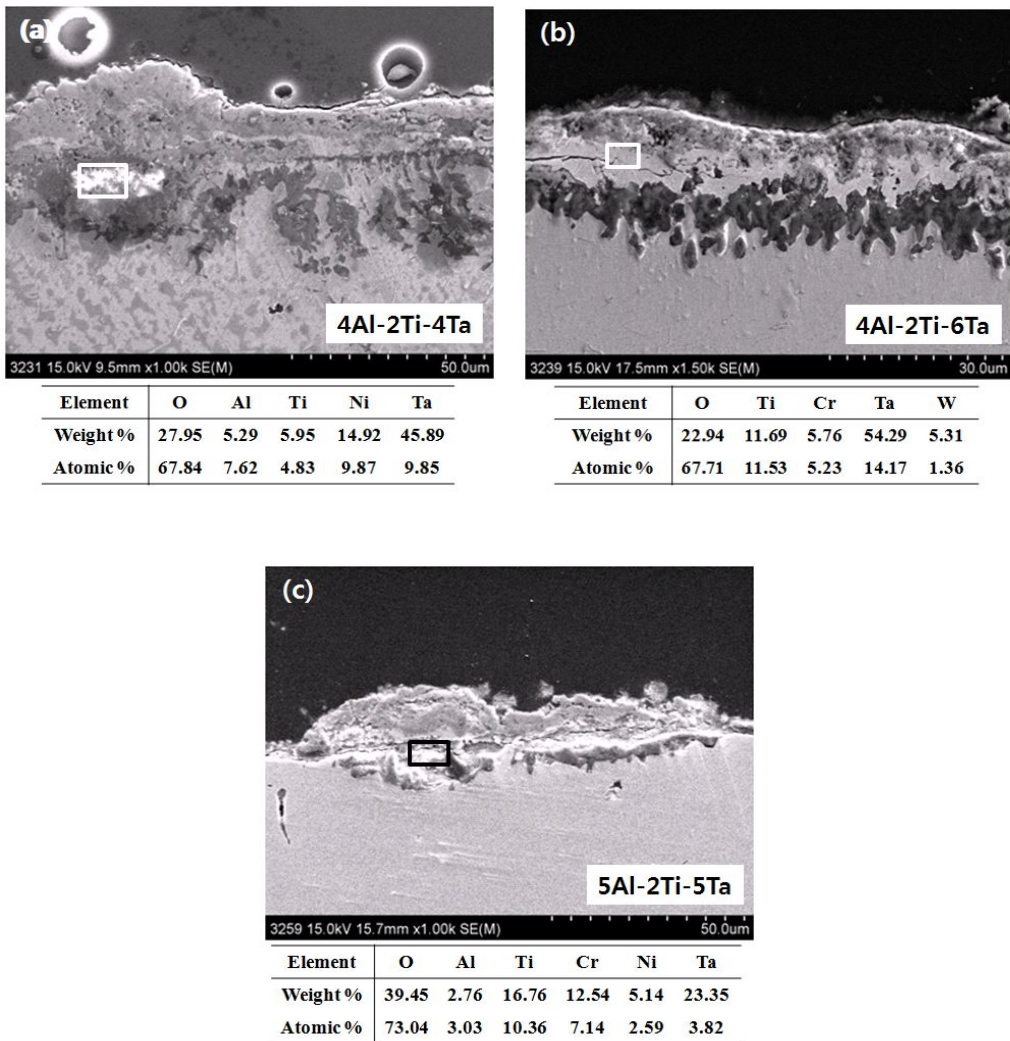 (a)
4Al-2Ti-4Ta
3231 15.0kV 9.5mm x1.00k SE(M) 50.0um
Element O Al Ti Ni Ta
Weight % 27.95 5.29 5.95 14.92 45.89
Atomic % 67.84 7.62 4.83 9.87 9.85
(b)
4Al-2Ti-6Ta
3239 15.0kV 17.5mm x1.50k SE(M) 30.0um
Element O Ti Cr Ta W
Weight % 22.94 11.69 5.76 54.29 5.31
Atomic % 67.71 11.53 5.23 14.17 1.36
(c)
5Al-2Ti-5Ta
3259 15.0kV 15.7mm x1.00k SE(M) 50.0um
Element O Al Ti Cr Ni Ta
Weight % 39.45 2.76 16.76 12.54 5.14 23.35
Atomic % 73.04 3.03 10.36 7.14 2.59 3.82